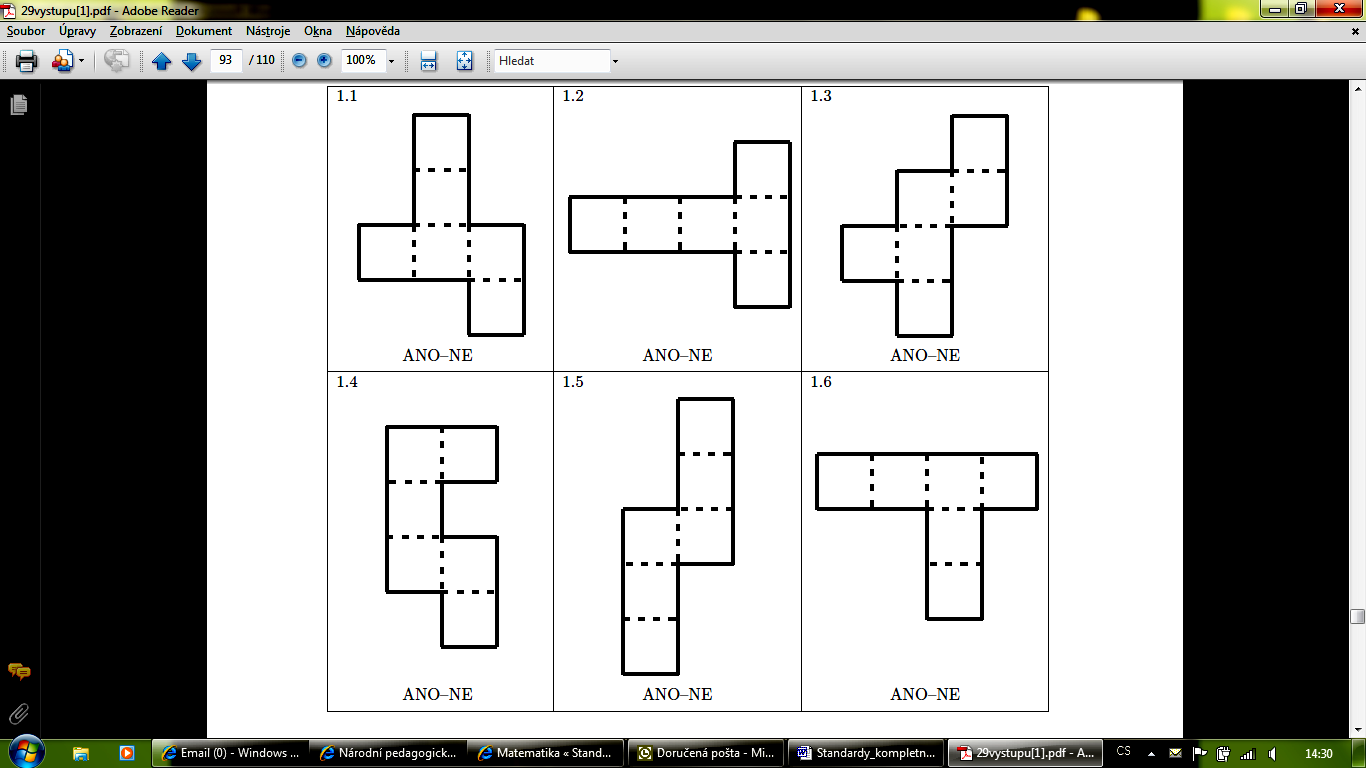 29vystupu[1].pdf - Adobe Reader
Soubor Úpravy Zobrazení Dokument Nástroje Okna Nápověda
93 / 110 100% Hledat
1.1 1.2 1.3
ANO–NE ANO–NE ANO–NE
1.4 1.5 1.6
ANO–NE ANO–NE ANO–NE
Email (0) - Windows ... Národní pedagogick... Matematika « Stand... Doručená pošta - Mi... Standardy_kompletn... 29vystupu[1].pdf - A... CS 14:30